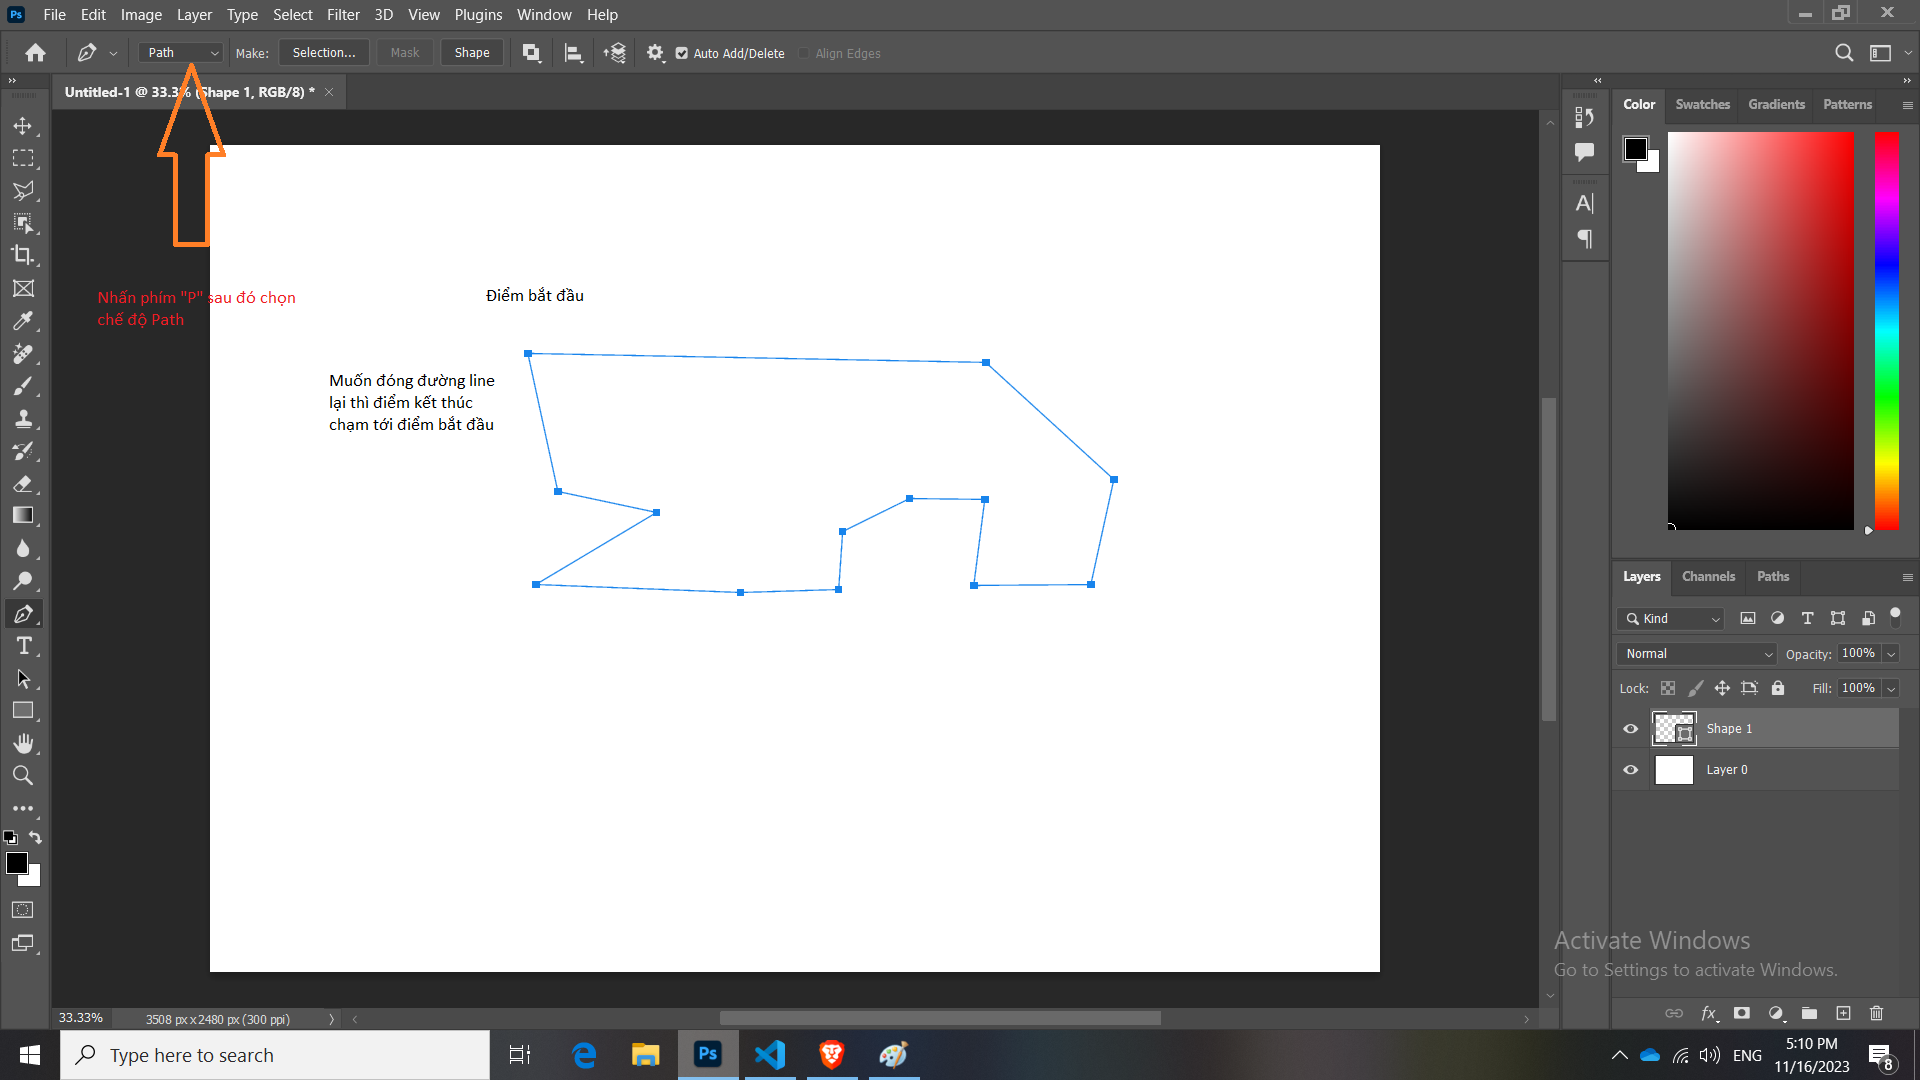 Ps File Edit Image Layer Type Select Filter 3D View Plugins Window Help
Path Make: Selection... Mask Shape Auto Add/Delete Align Edges
Untitled-1 @ 33.3% (Shape 1, RGB/8) *
Color Swatches Gradients Patterns
Nhấn phím "P" sau đó chọn
chế độ Path
Điểm bắt đầu
Muốn đóng đường line
lại thì điểm kết thúc
chạm tới điểm bắt đầu
Layers Channels Paths
Kind
Normal Opacity: 100%
Lock: Fill: 100%
Shape 1
Layer 0
Activate Windows
Go to Settings to activate Windows.
33.33% 3508 px x 2480 px (300 ppi)
Type here to search
Ps
ENG
5:10 PM
11/16/2023
8